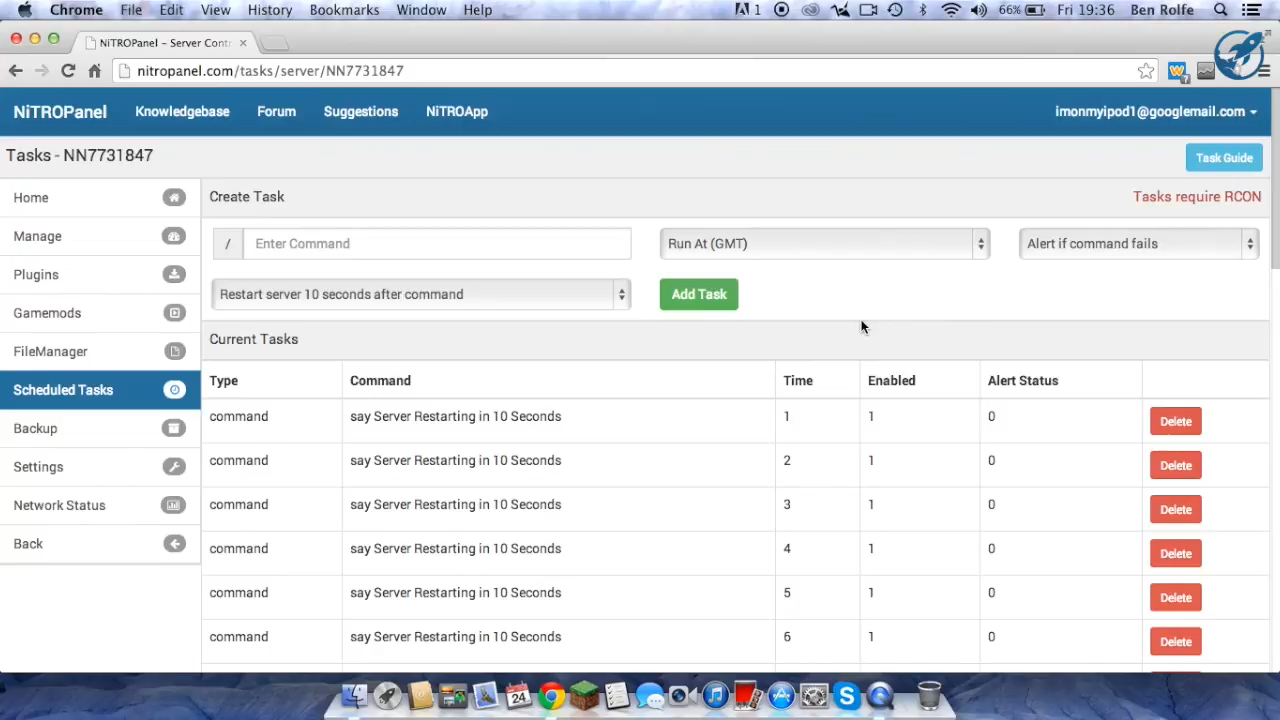 Chrome File Edit View History Bookmarks Window Help 1 66% Fri 19:36 Ben Rolfe
NiTROPanel – Server Contr
nitropanel.com/tasks/server/NN7731847
NiTROPanel Knowledgebase Forum Suggestions NiTROApp imonmyipod1@googlemail.com
Tasks - NN7731847 Task Guide
Home
Manage
Plugins
Gamemods
FileManager
Scheduled Tasks
Backup
Settings
Network Status
Back
Create Task Tasks require RCON
/ Enter Command Run At (GMT) Alert if command fails
Restart server 10 seconds after command Add Task
Current Tasks
Type Command Time Enabled Alert Status
command say Server Restarting in 10 Seconds 1 1 0 Delete
command say Server Restarting in 10 Seconds 2 1 0 Delete
command say Server Restarting in 10 Seconds 3 1 0 Delete
command say Server Restarting in 10 Seconds 4 1 0 Delete
command say Server Restarting in 10 Seconds 5 1 0 Delete
command say Server Restarting in 10 Seconds 6 1 0 Delete
24